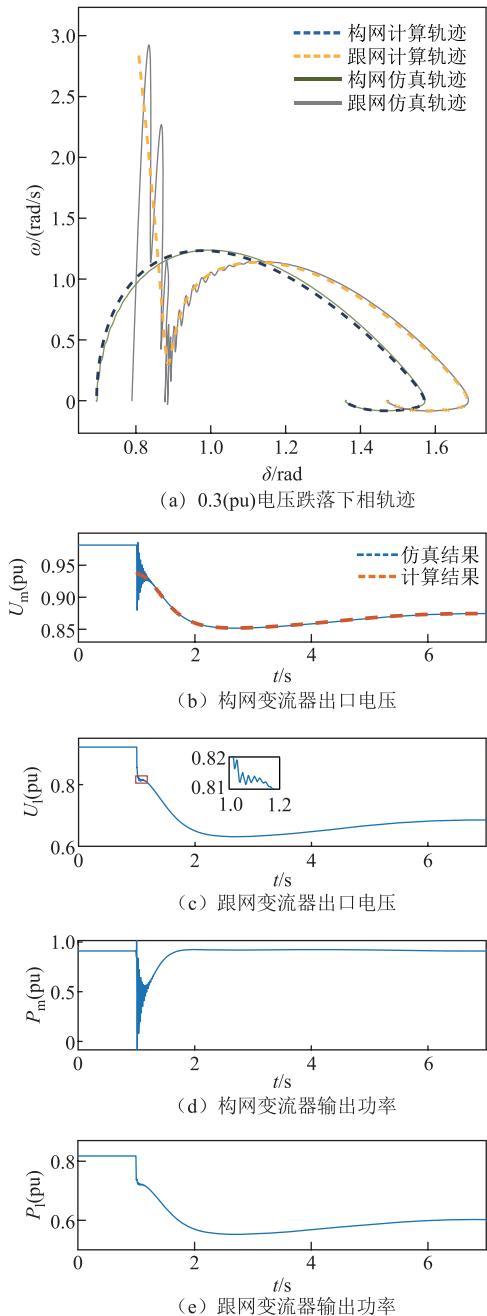 构网计算轨迹
跟网计算轨迹
构网仿真轨迹
跟网仿真轨迹
3.0
2.5
2.0
1.5
1.0
0.5
0
ω/(rad/s)
0.8 1.0 1.2 1.4 1.6
δ/rad
(a) 0.3(pu)电压跌落下相轨迹
仿真结果
计算结果
0.95
0.90
0.85
Um(pu)
0 2 4 6
t/s
(b) 构网变流器出口电压
0.82
0.81
1.0 1.2
0.8
0.6
Ul(pu)
0 2 4 6
t/s
(c) 跟网变流器出口电压
1.0
0.5
0
Pm(pu)
0 2 4 6
t/s
(d) 构网变流器输出功率
0.8
0.6
Pl(pu)
0 2 4 6
t/s
(e) 跟网变流器输出功率